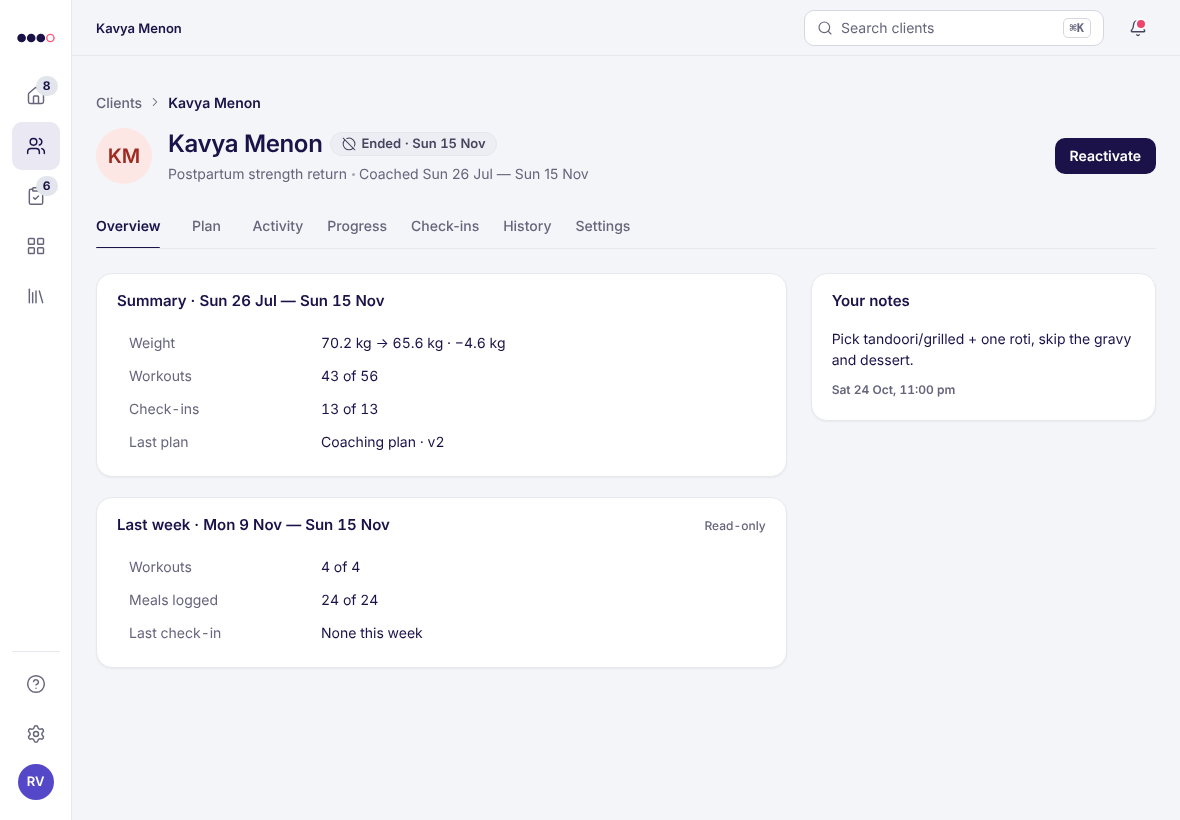 Kavya Menon
Search clients
⌘K
8
6
Clients
Kavya Menon
KM
Kavya Menon
Ended · Sun 15 Nov
Postpartum strength return · Coached Sun 26 Jul — Sun 15 Nov
Reactivate
Overview
Plan
Activity
Progress
Check-ins
History
Settings
Summary · Sun 26 Jul — Sun 15 Nov
Weight
70.2 kg → 65.6 kg · −4.6 kg
Workouts
43 of 56
Check-ins
13 of 13
Last plan
Coaching plan · v2
Your notes
Pick tandoori/grilled + one roti, skip the gravy
and dessert.
Sat 24 Oct, 11:00 pm
Last week · Mon 9 Nov — Sun 15 Nov
Read-only
Workouts
4 of 4
Meals logged
24 of 24
Last check-in
None this week
RV